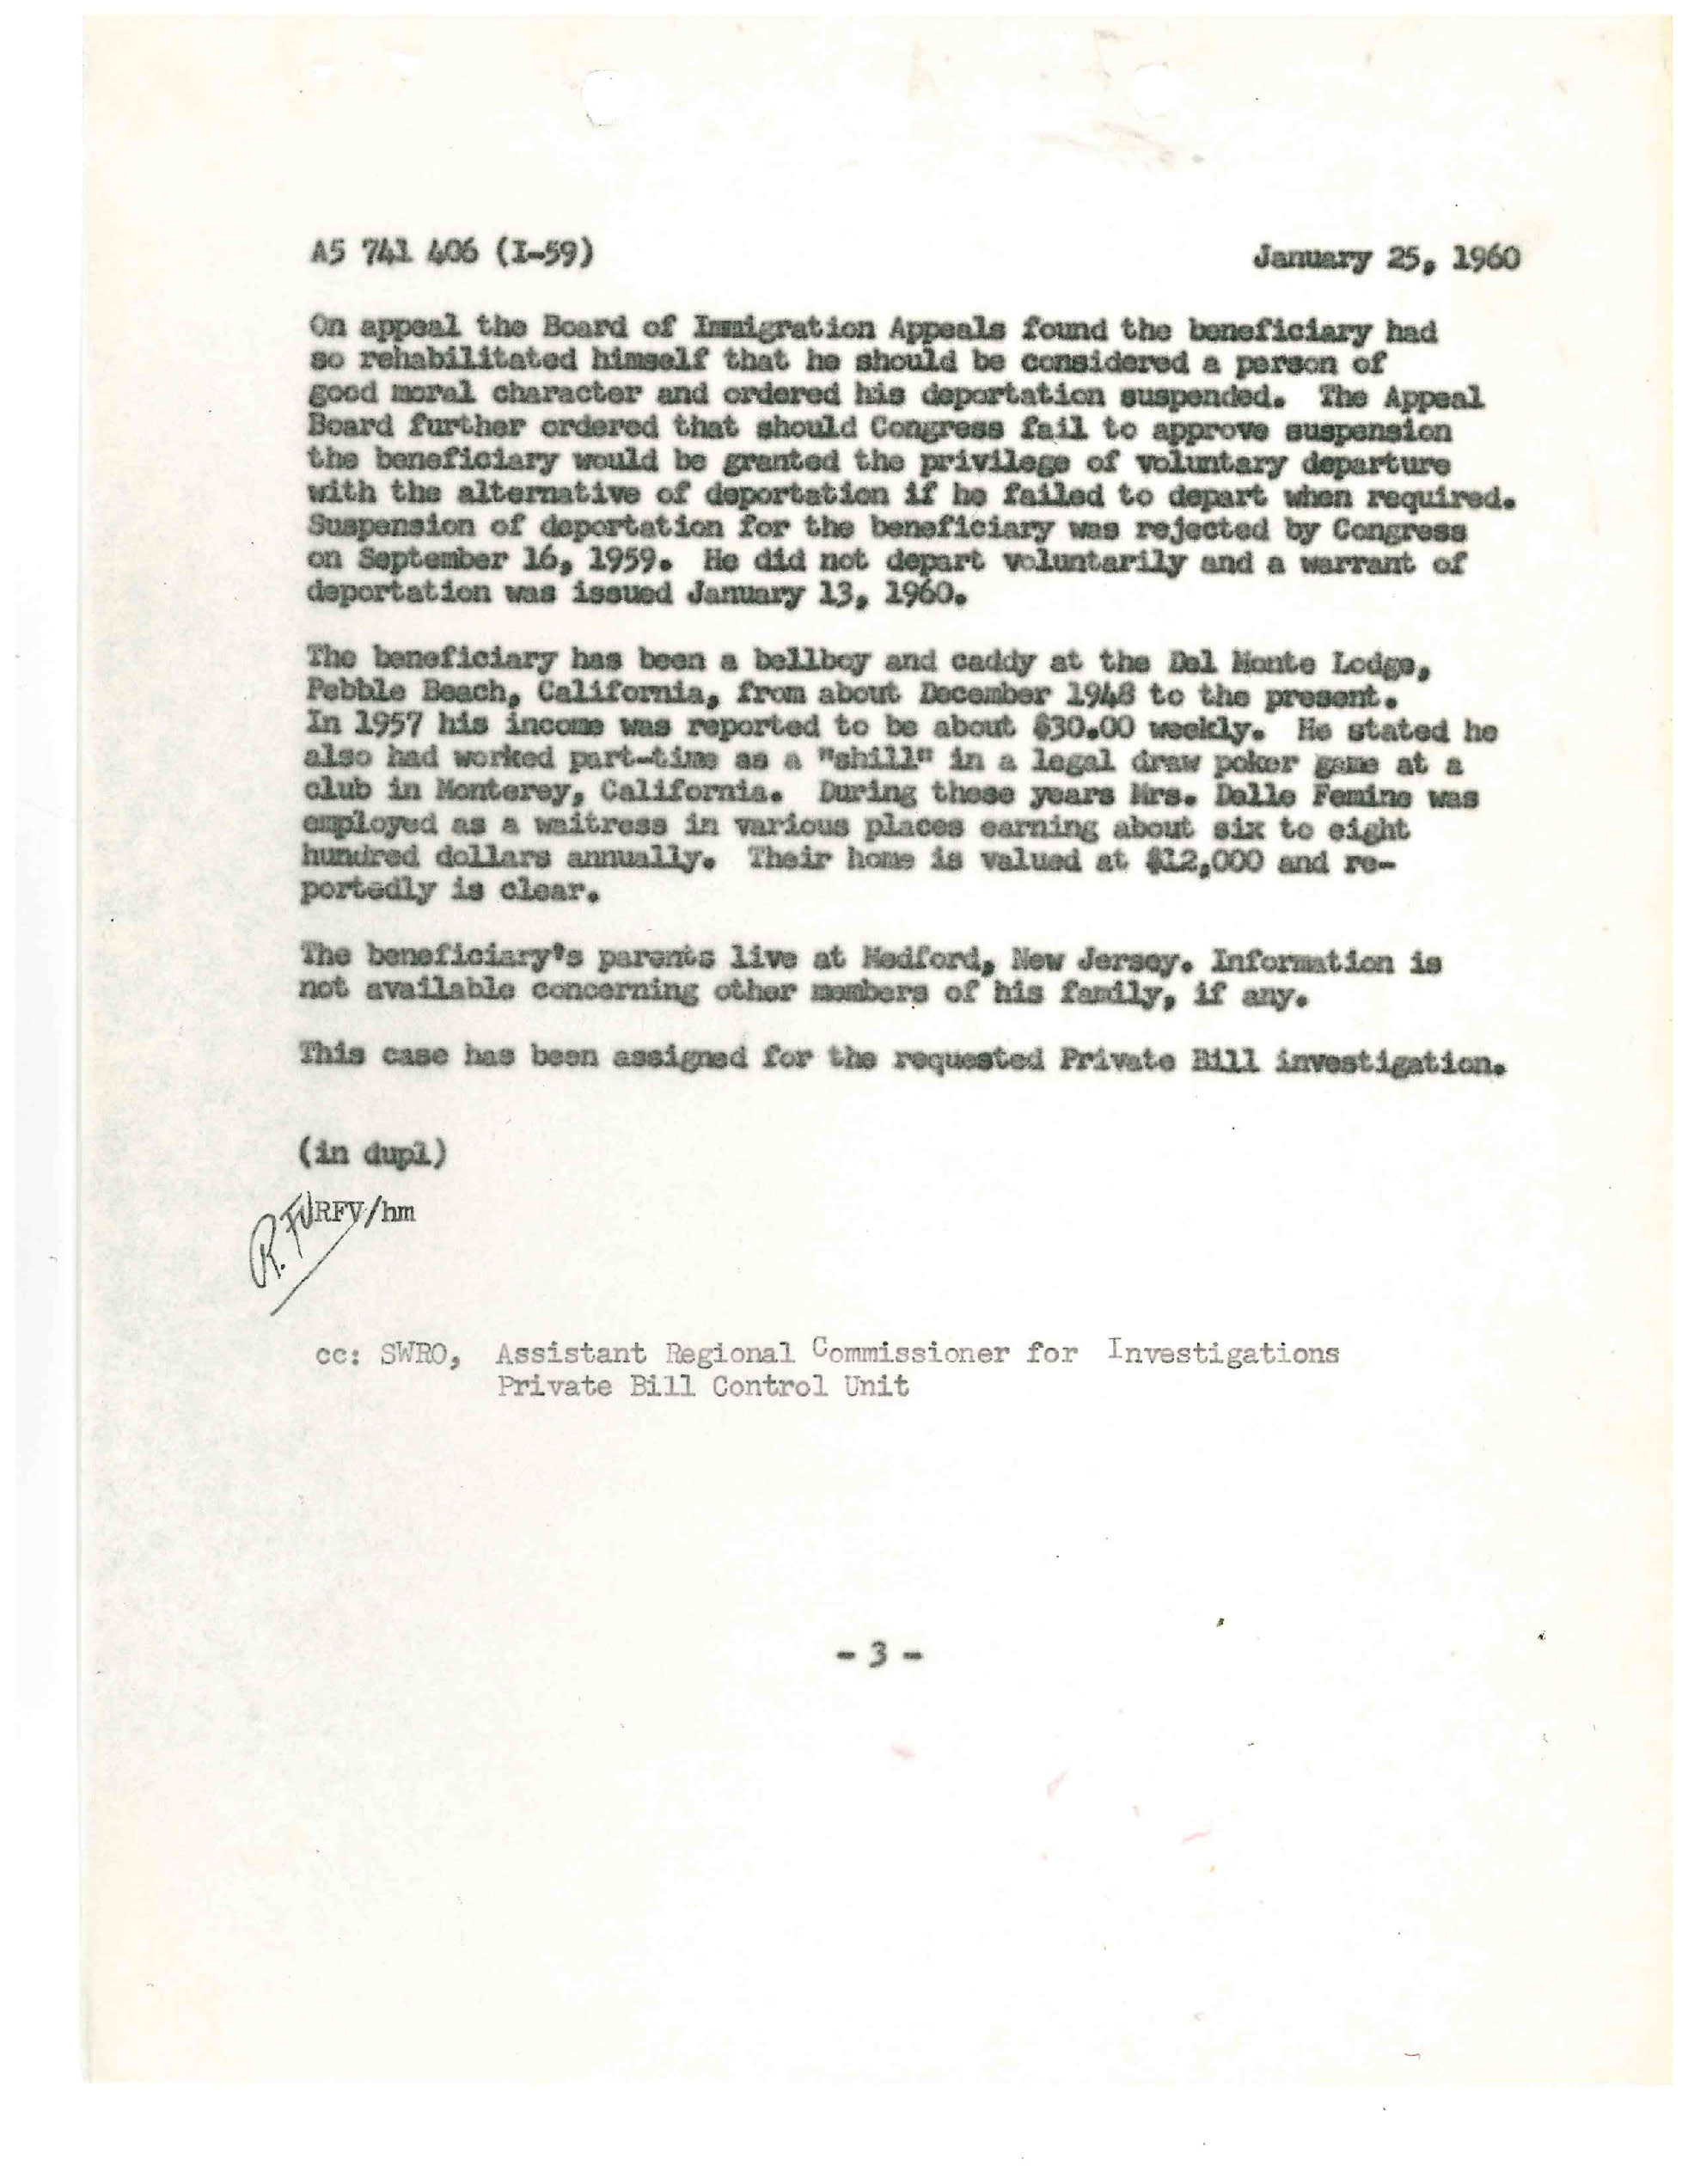 A5 741 406 (I-59) January 25, 1960
On appeal the Board of Immigration Appeals found the beneficiary had
so rehabilitated himself that he should be considered a person of
good moral character and ordered his deportation suspended. The Appeal
Board further ordered that should Congress fail to approve suspension
the beneficiary would be granted the privilege of voluntary departure
with the alternative of deportation if he failed to depart when required.
Suspension of deportation for the beneficiary was rejected by Congress
on September 16, 1959. He did not depart voluntarily and a warrant of
deportation was issued January 13, 1960.
The beneficiary has been a bellboy and caddy at the Del Monte Lodge,
Pebble Beach, California, from about December 1948 to the present.
In 1957 his income was reported to be about $30.00 weekly. He stated he
also had worked part-time as a "shill" in a legal draw poker game at a
club in Monterey, California. During these years Mrs. Delle Femine was
employed as a waitress in various places earning about six to eight
hundred dollars annually. Their home is valued at $12,000 and re-
portedly is clear.
The beneficiary's parents live at Medford, New Jersey. Information is
not available concerning other members of his family, if any.
This case has been assigned for the requested Private Bill investigation.
(in dupl)
R.FV RFV/hm
cc: SWRO, Assistant Regional Commissioner for Investigations
Private Bill Control Unit
- 3 -